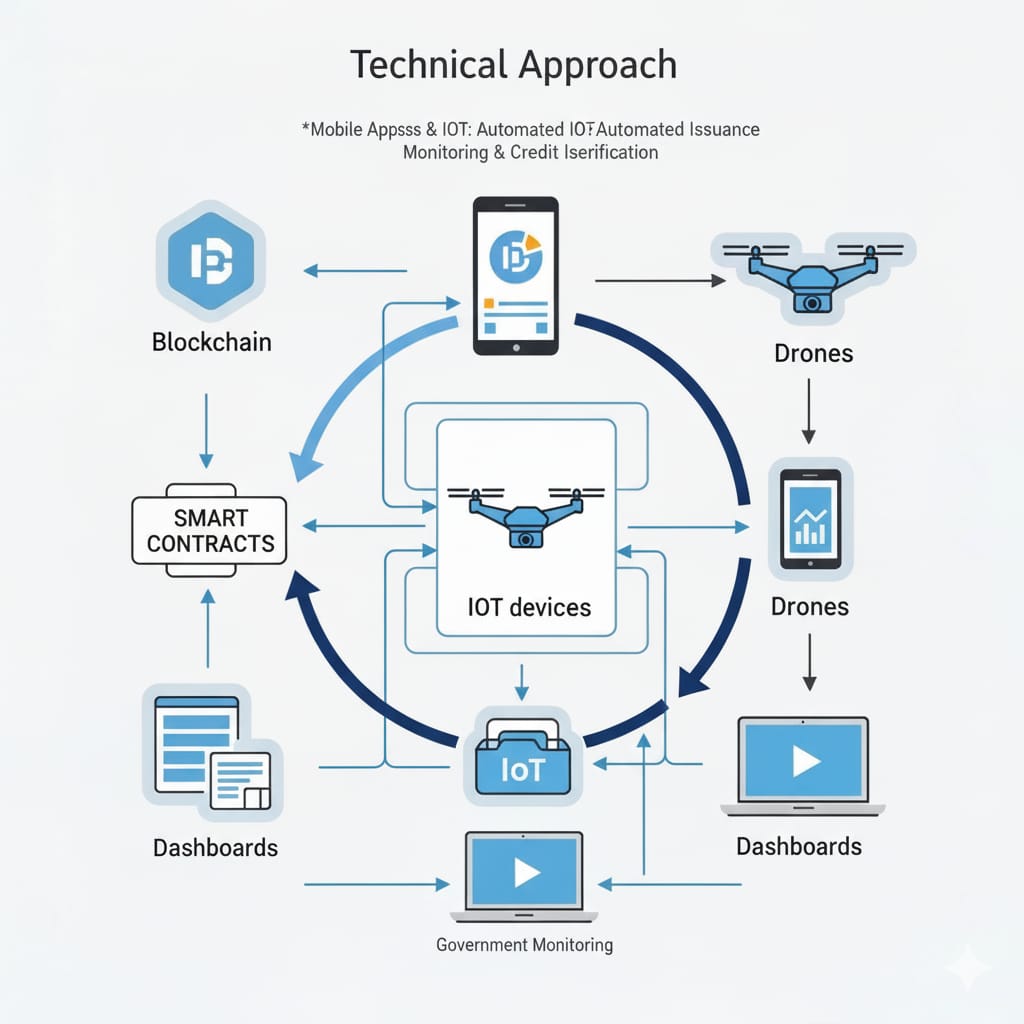 Technical Approach
*Mobile Appsss & IOT: Automated IOT Automated Issuance
Monitoring & Credit Iserification
Blockchain
Drones
SMART
CONTRACTS
IOT devices
Drones
IoT
Dashboards
Dashboards
Government Monitoring